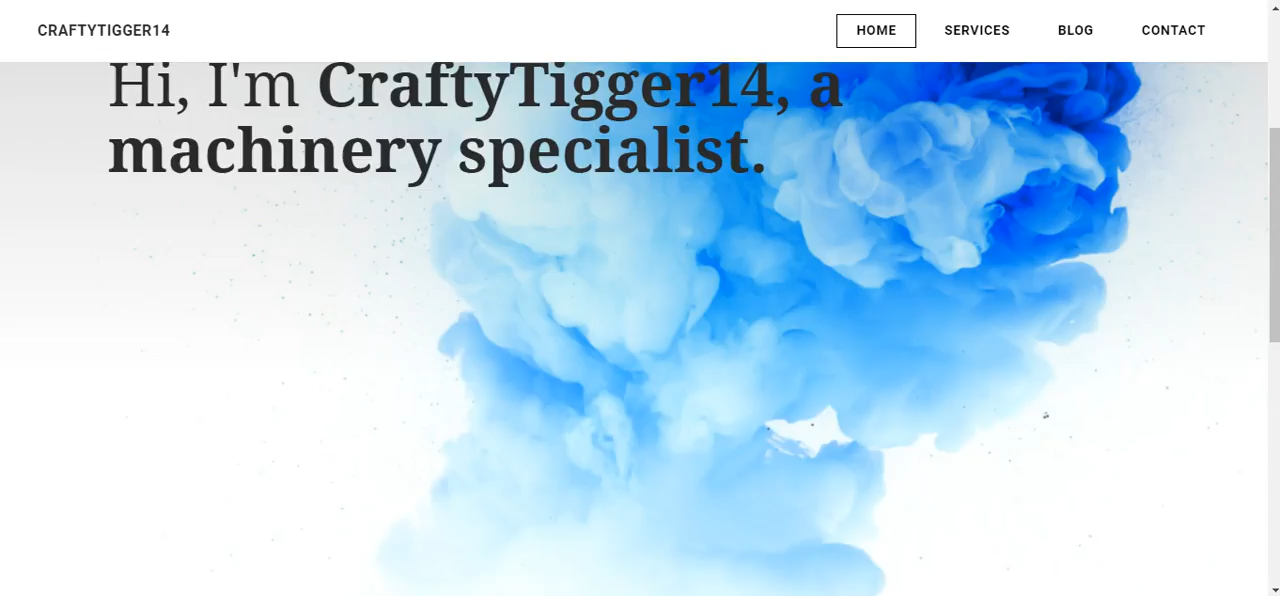 CRAFTYTIGGER14
HOME SERVICES BLOG CONTACT
Hi, I'm CraftyTigger14, a
machinery specialist.